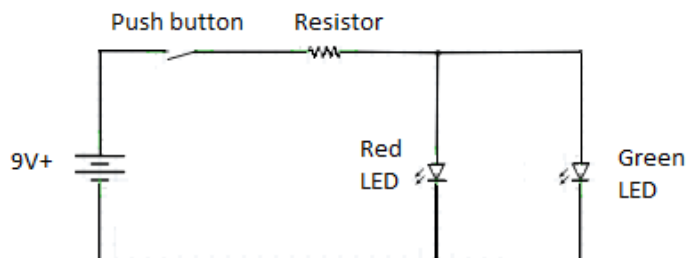 Push button
Resistor
9V+
Red
LED
Green
LED